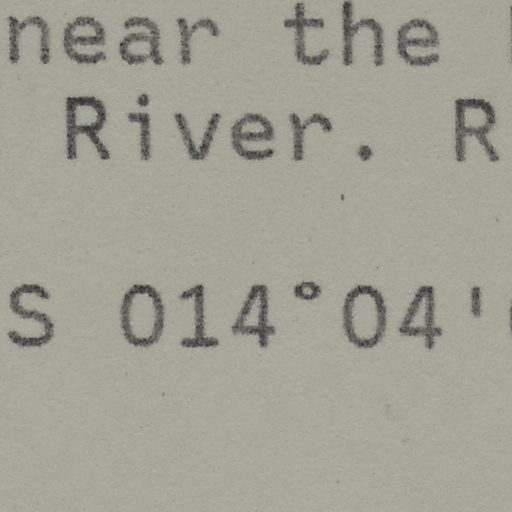 near the
River. R
S 014°04'